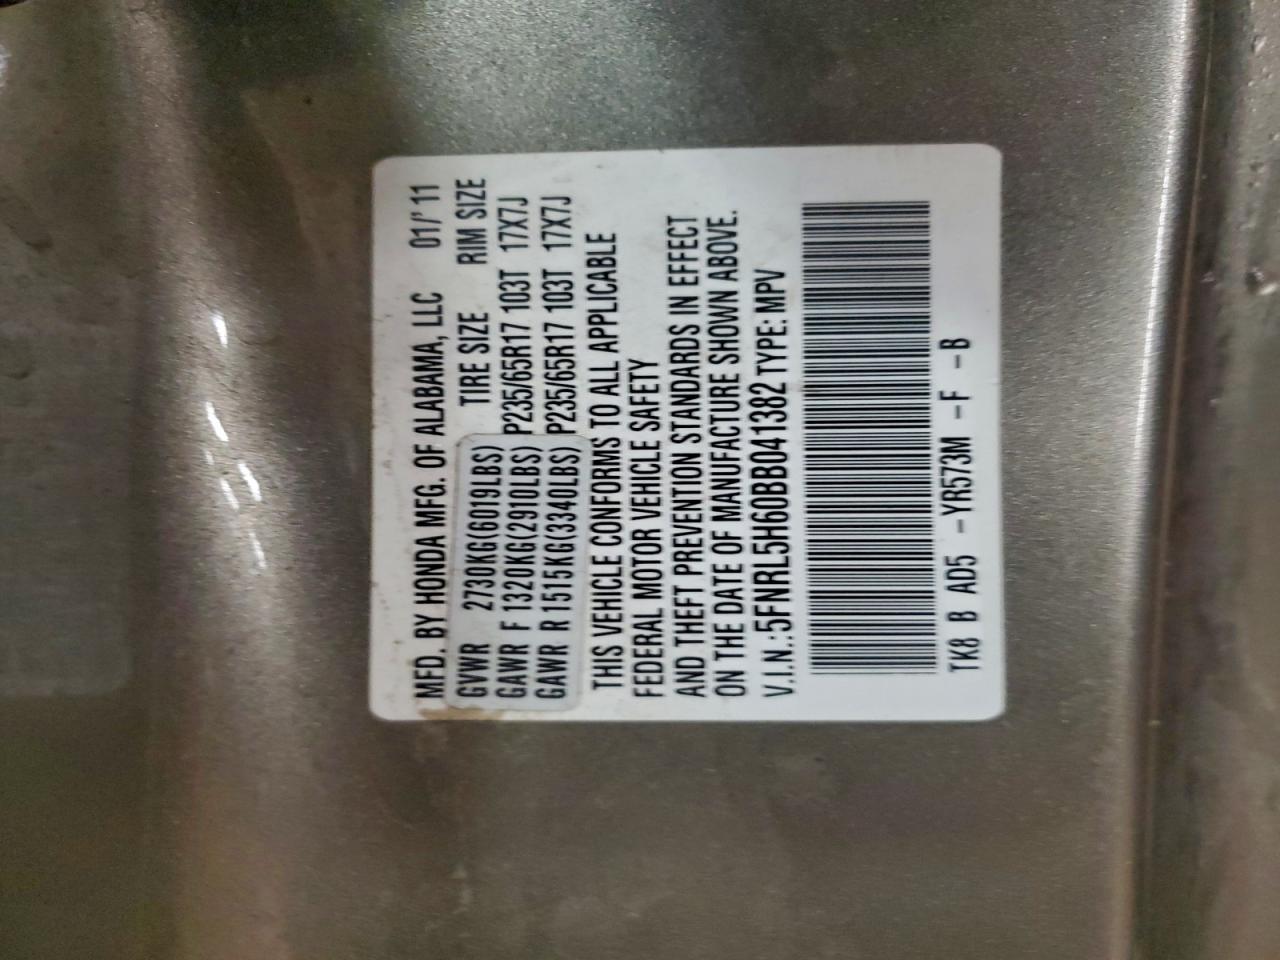 MFD. BY HONDA MFG. OF ALABAMA, LLC 01/'11
GVWR 2730KG(6019LBS) TIRE SIZE RIM SIZE
GAWR F 1320KG(2910LBS) P235/65R17 103T 17X7J
GAWR R 1515KG(3340LBS) P235/65R17 103T 17X7J
THIS VEHICLE CONFORMS TO ALL APPLICABLE
FEDERAL MOTOR VEHICLE SAFETY
AND THEFT PREVENTION STANDARDS IN EFFECT
ON THE DATE OF MANUFACTURE SHOWN ABOVE.
V.I.N.:5FNRL5H60BB041382 TYPE: MPV
TK8 B AD5 -YR573M -F -B